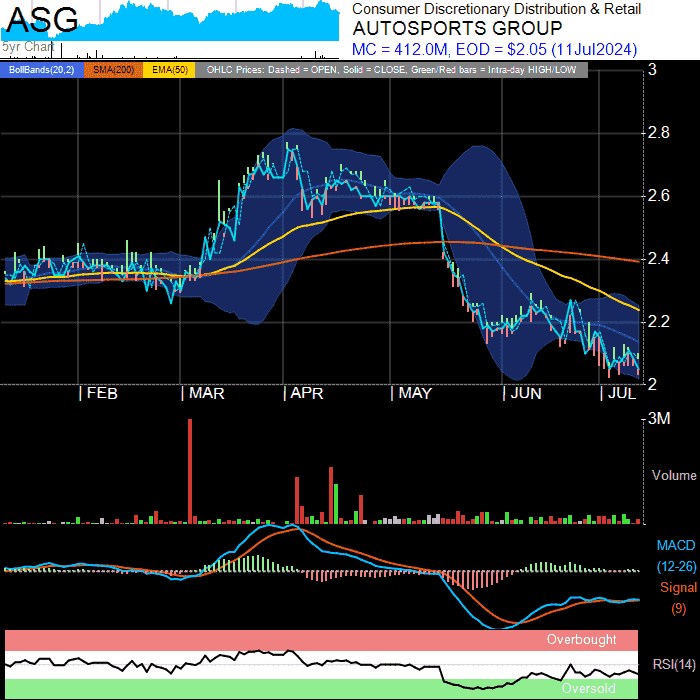 ASG
5yr Chart
Consumer Discretionary Distribution & Retail
AUTOSPORTS GROUP
MC = 412.0M, EOD = $2.05 (11Jul2024)
BollBands(20,2) SMA(200) EMA(50) OHLC Prices: Dashed = OPEN, Solid = CLOSE, Green/Red bars = Intra-day HIGH/LOW
3
2.8
2.6
2.4
2.2
2
FEB MAR APR MAY JUN JUL
3M
Volume
MACD
(12-26)
Signal
(9)
Overbought
RSI(14)
Oversold